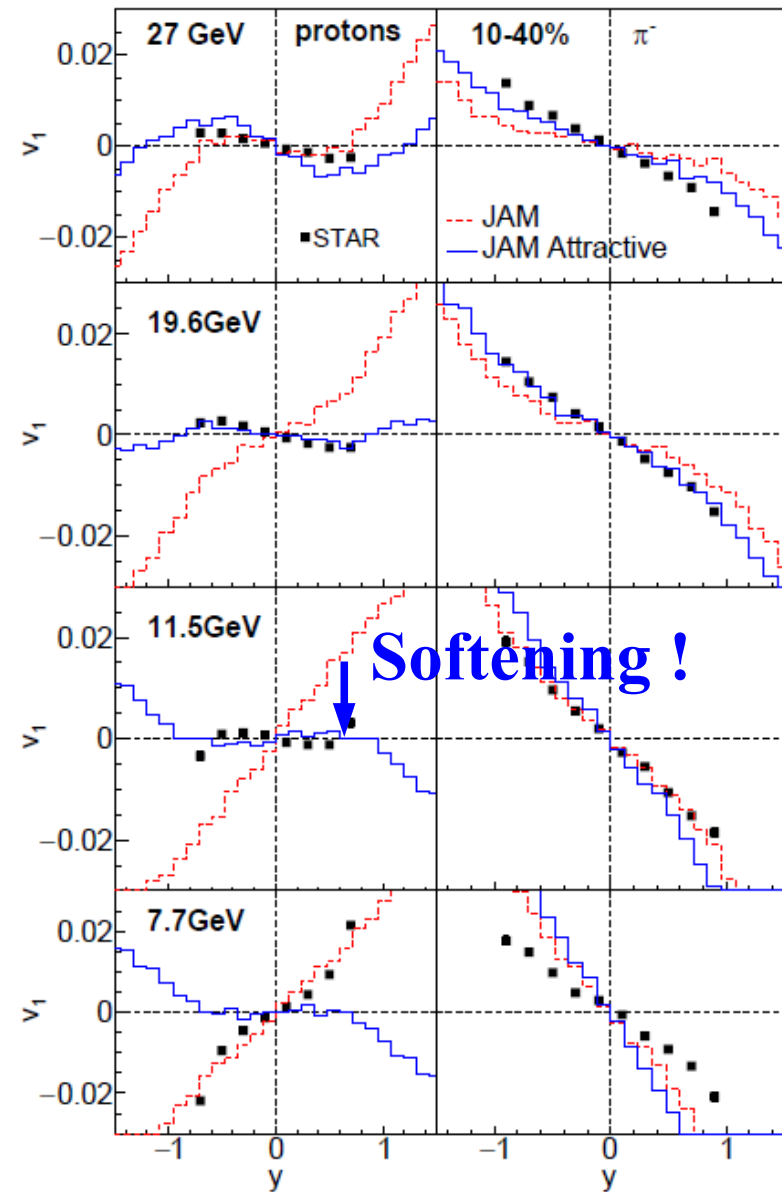 27 GeV protons 10-40% π⁻
0.02
v₁ 0
−0.02
■STAR
JAM
JAM Attractive
19.6GeV
0.02
v₁ 0
−0.02
11.5GeV
0.02
Softening !
v₁ 0
−0.02
7.7GeV
0.02
v₁ 0
−0.02
−1 0 1 −1 0 1
y y